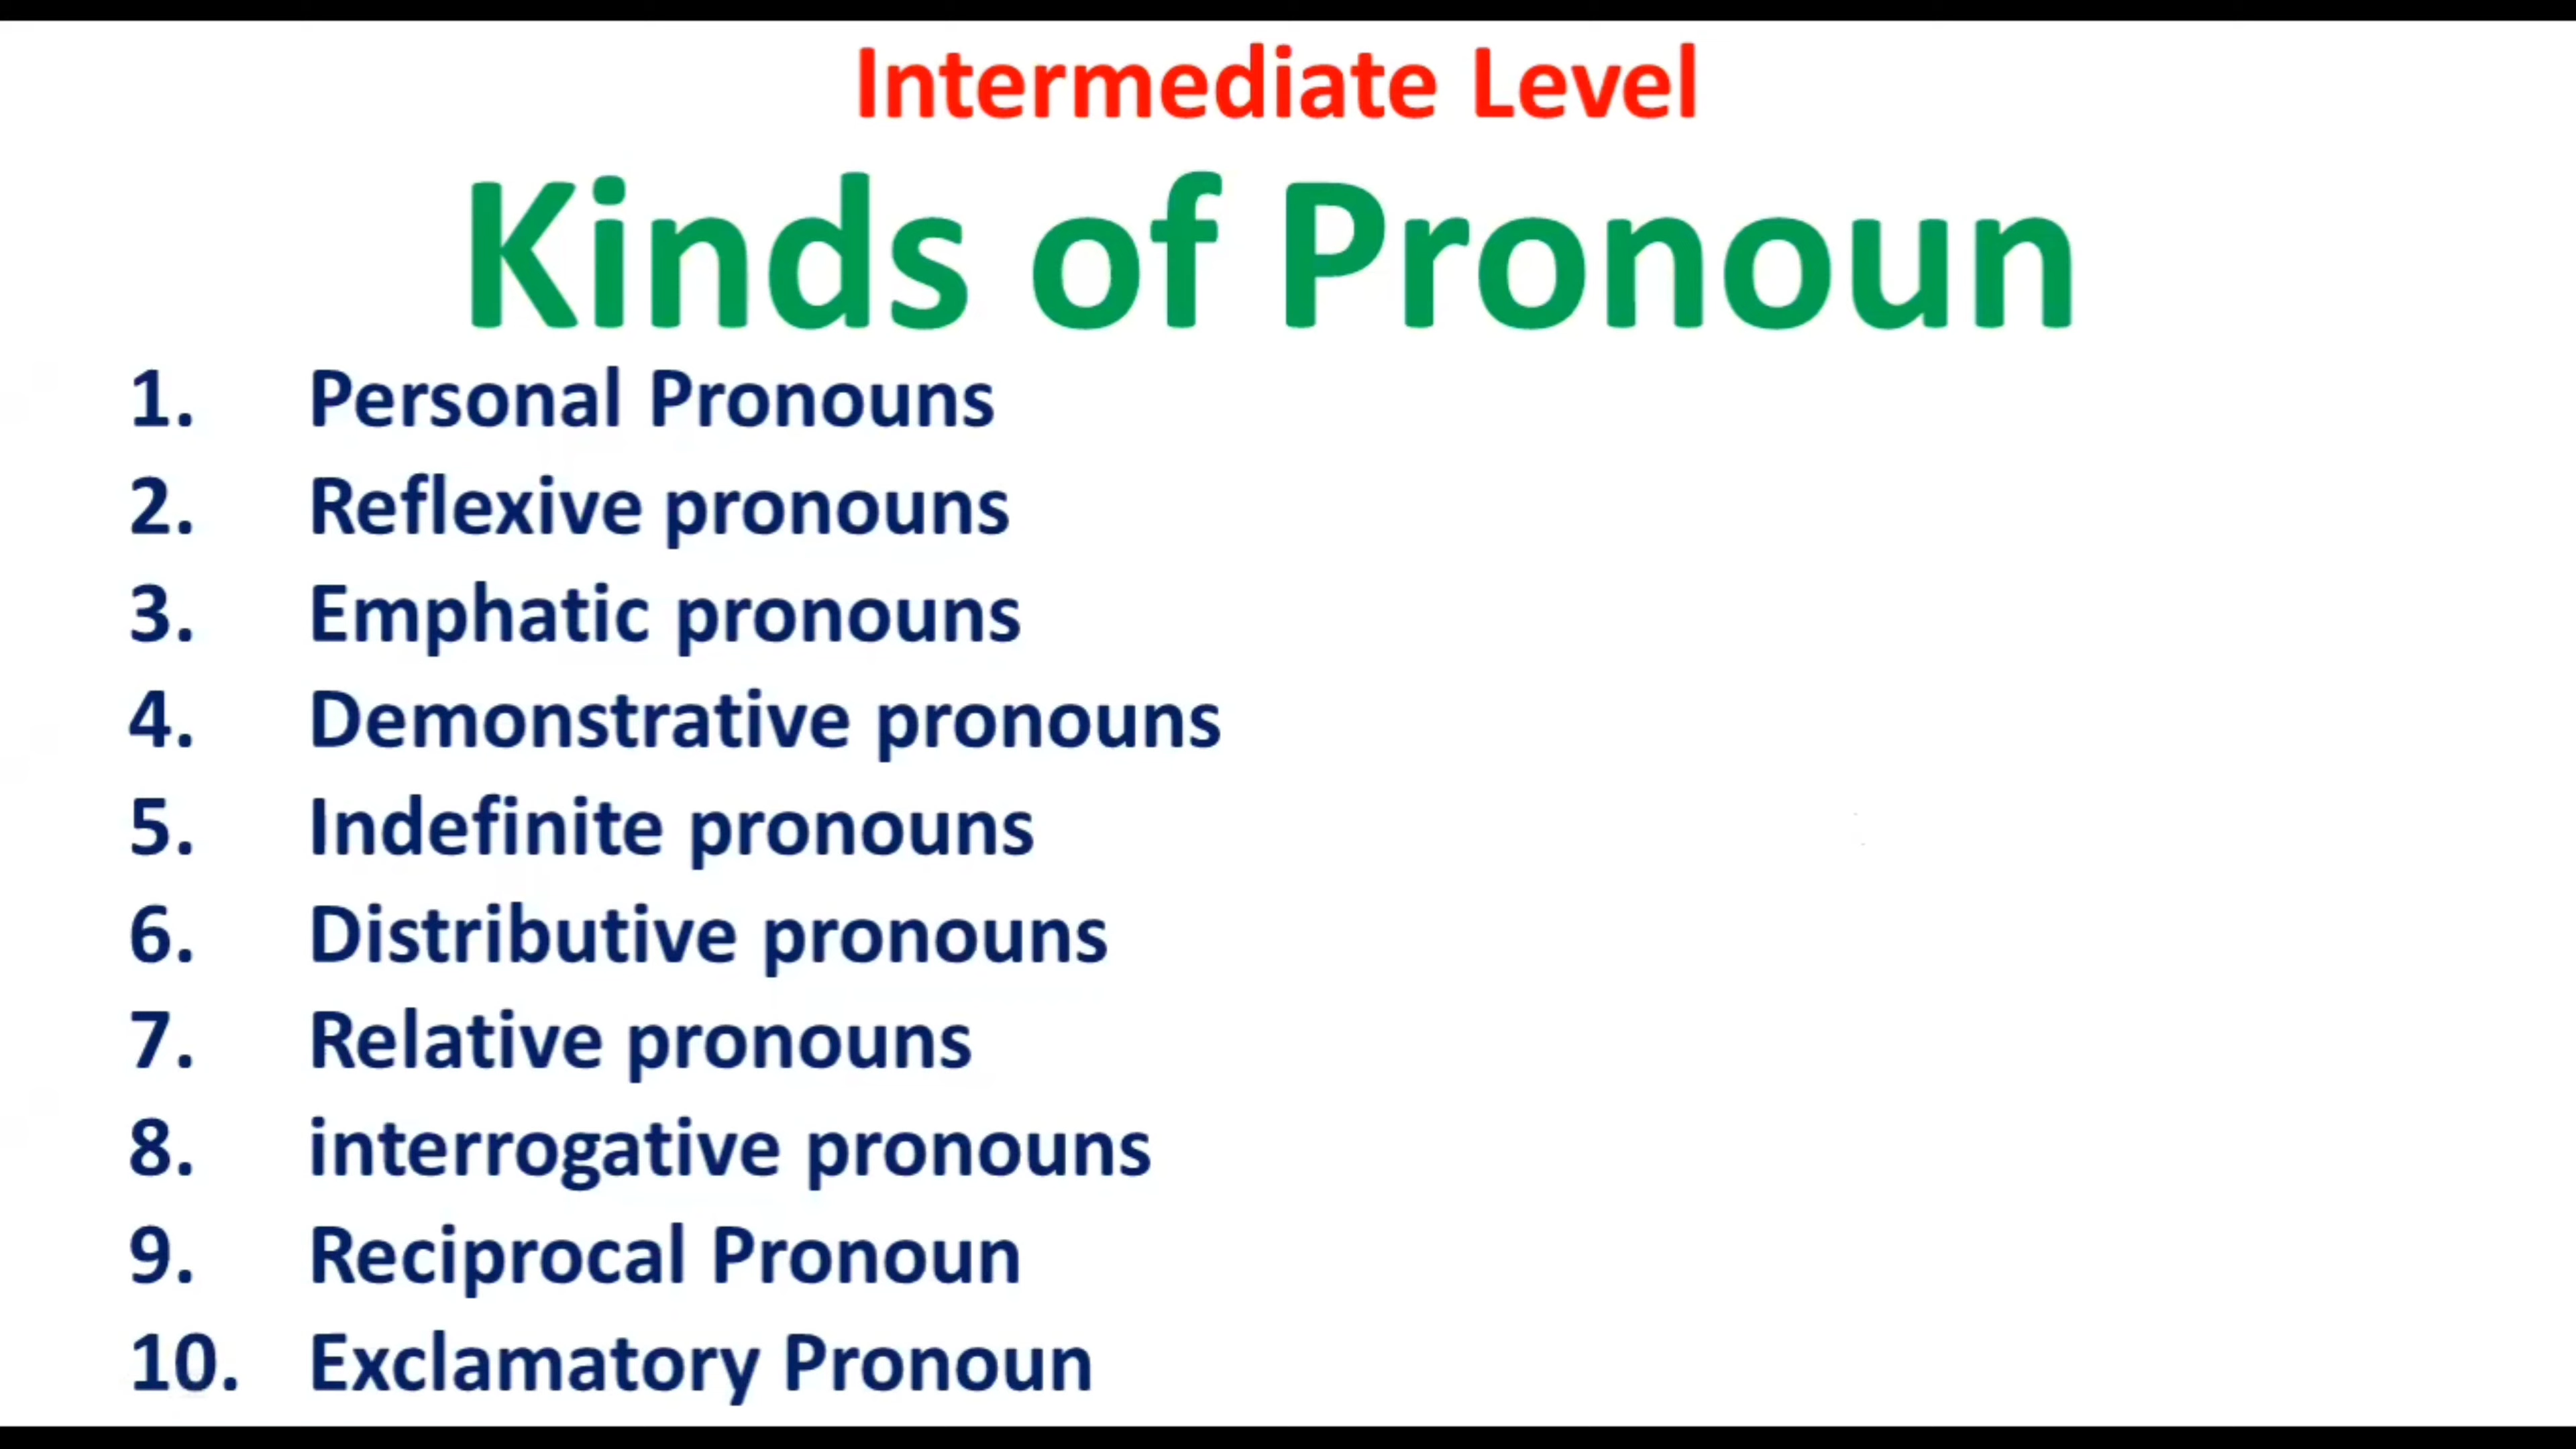 Intermediate Level
Kinds of Pronoun
1. Personal Pronouns
2. Reflexive pronouns
3. Emphatic pronouns
4. Demonstrative pronouns
5. Indefinite pronouns
6. Distributive pronouns
7. Relative pronouns
8. interrogative pronouns
9. Reciprocal Pronoun
10. Exclamatory Pronoun